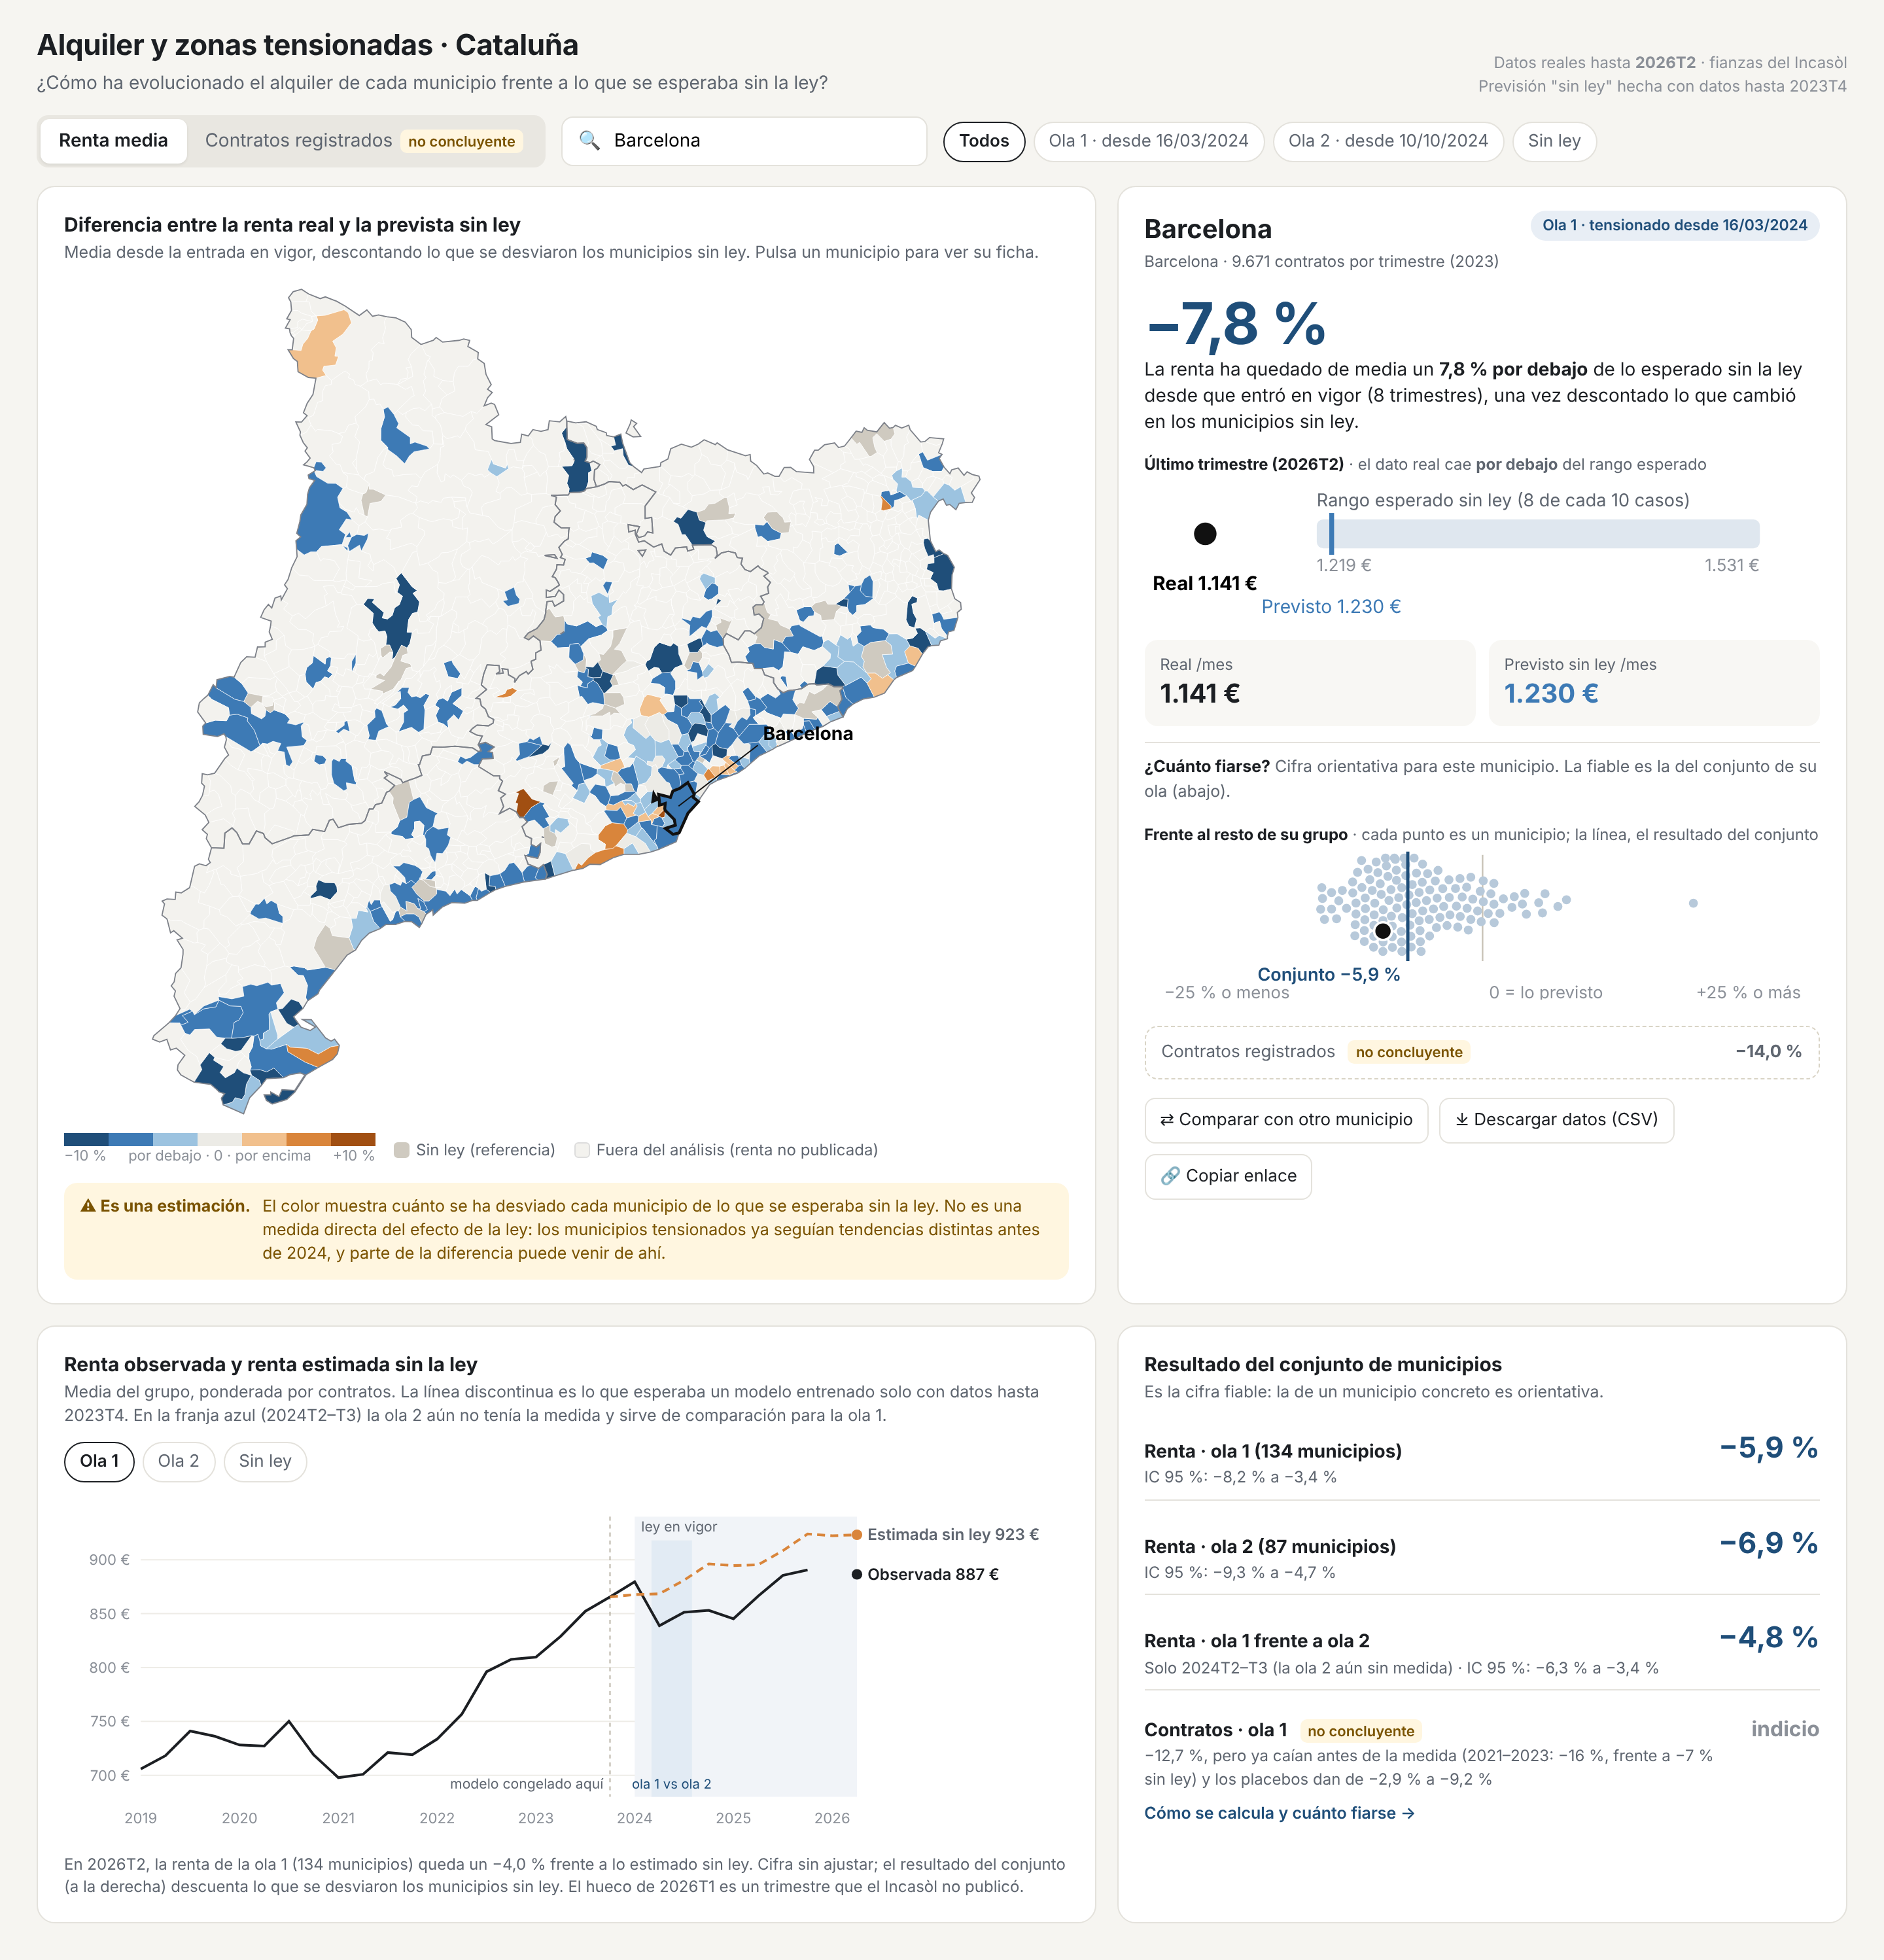 Alquiler y zonas tensionadas · Cataluña
¿Cómo ha evolucionado el alquiler de cada municipio frente a lo que se esperaba sin la ley?
Datos reales hasta 2026T2 · fianzas del Incasòl
Previsión "sin ley" hecha con datos hasta 2023T4
Renta media
Contratos registrados no concluyente
🔍 Barcelona
Todos
Ola 1 · desde 16/03/2024
Ola 2 · desde 10/10/2024
Sin ley
Diferencia entre la renta real y la prevista sin ley
Media desde la entrada en vigor, descontando lo que se desviaron los municipios sin ley. Pulsa un municipio para ver su ficha.
Barcelona
−10 %
por debajo · 0 · por encima
+10 %
Sin ley (referencia)
Fuera del análisis (renta no publicada)
⚠ Es una estimación. El color muestra cuánto se ha desviado cada municipio de lo que se esperaba sin la ley. No es una
medida directa del efecto de la ley: los municipios tensionados ya seguían tendencias distintas antes
de 2024, y parte de la diferencia puede venir de ahí.
Barcelona
Ola 1 · tensionado desde 16/03/2024
Barcelona · 9.671 contratos por trimestre (2023)
−7,8 %
La renta ha quedado de media un 7,8 % por debajo de lo esperado sin la ley
desde que entró en vigor (8 trimestres), una vez descontado lo que cambió
en los municipios sin ley.
Último trimestre (2026T2) · el dato real cae por debajo del rango esperado
Rango esperado sin ley (8 de cada 10 casos)
1.219 €
1.531 €
Real 1.141 €
Previsto 1.230 €
Real /mes
1.141 €
Previsto sin ley /mes
1.230 €
¿Cuánto fiarse? Cifra orientativa para este municipio. La fiable es la del conjunto de su
ola (abajo).
Frente al resto de su grupo · cada punto es un municipio; la línea, el resultado del conjunto
Conjunto −5,9 %
−25 % o menos
0 = lo previsto
+25 % o más
Contratos registrados no concluyente −14,0 %
⇄ Comparar con otro municipio
⤓ Descargar datos (CSV)
🔗 Copiar enlace
Renta observada y renta estimada sin la ley
Media del grupo, ponderada por contratos. La línea discontinua es lo que esperaba un modelo entrenado solo con datos hasta
2023T4. En la franja azul (2024T2–T3) la ola 2 aún no tenía la medida y sirve de comparación para la ola 1.
Ola 1
Ola 2
Sin ley
ley en vigor
Estimada sin ley 923 €
Observada 887 €
900 €
850 €
800 €
750 €
700 €
modelo congelado aquí
ola 1 vs ola 2
2019
2020
2021
2022
2023
2024
2025
2026
En 2026T2, la renta de la ola 1 (134 municipios) queda un −4,0 % frente a lo estimado sin ley. Cifra sin ajustar; el resultado del conjunto
(a la derecha) descuenta lo que se desviaron los municipios sin ley. El hueco de 2026T1 es un trimestre que el Incasòl no publicó.
Resultado del conjunto de municipios
Es la cifra fiable: la de un municipio concreto es orientativa.
Renta · ola 1 (134 municipios)
−5,9 %
IC 95 %: −8,2 % a −3,4 %
Renta · ola 2 (87 municipios)
−6,9 %
IC 95 %: −9,3 % a −4,7 %
Renta · ola 1 frente a ola 2
−4,8 %
Solo 2024T2–T3 (la ola 2 aún sin medida) · IC 95 %: −6,3 % a −3,4 %
Contratos · ola 1 no concluyente
indicio
−12,7 %, pero ya caían antes de la medida (2021–2023: −16 %, frente a −7 %
sin ley) y los placebos dan de −2,9 % a −9,2 %
Cómo se calcula y cuánto fiarse →